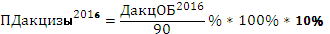 ПДакцизы²⁰¹⁶ = ДакцОБ²⁰¹⁶ / 90 % * 100% * 10%